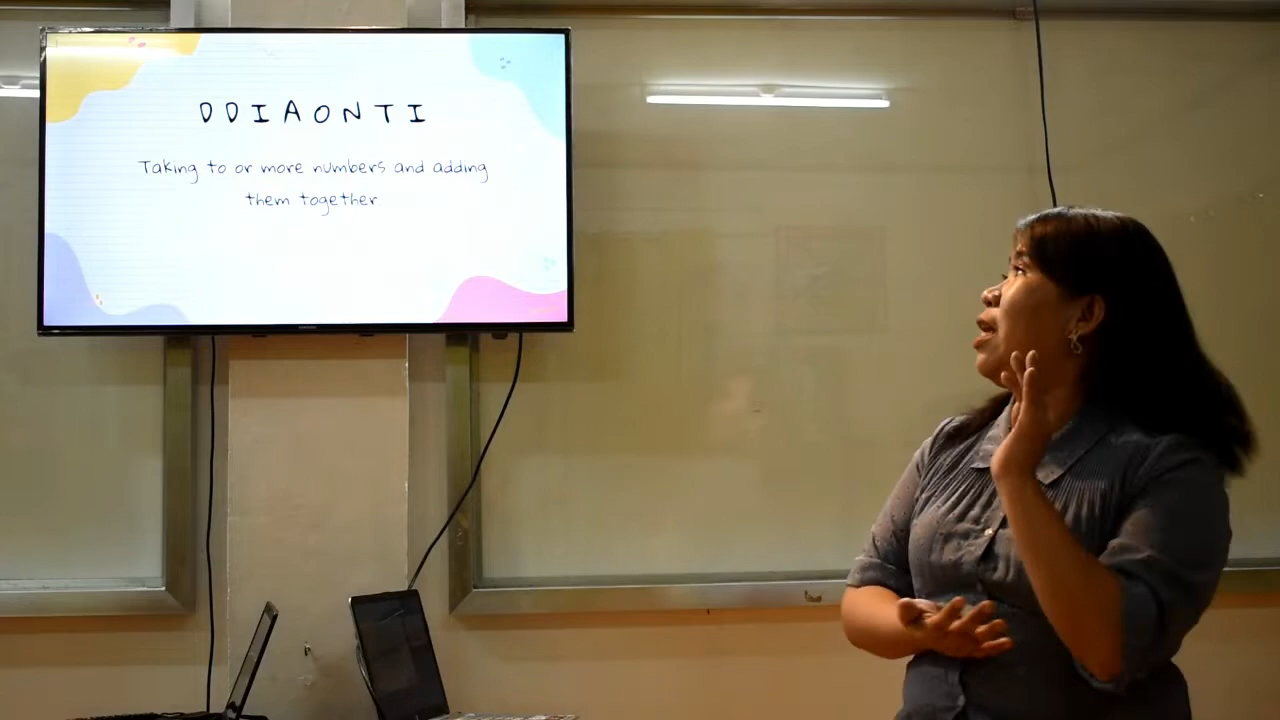 DDIAONTI
Taking to or more numbers and adding
them together